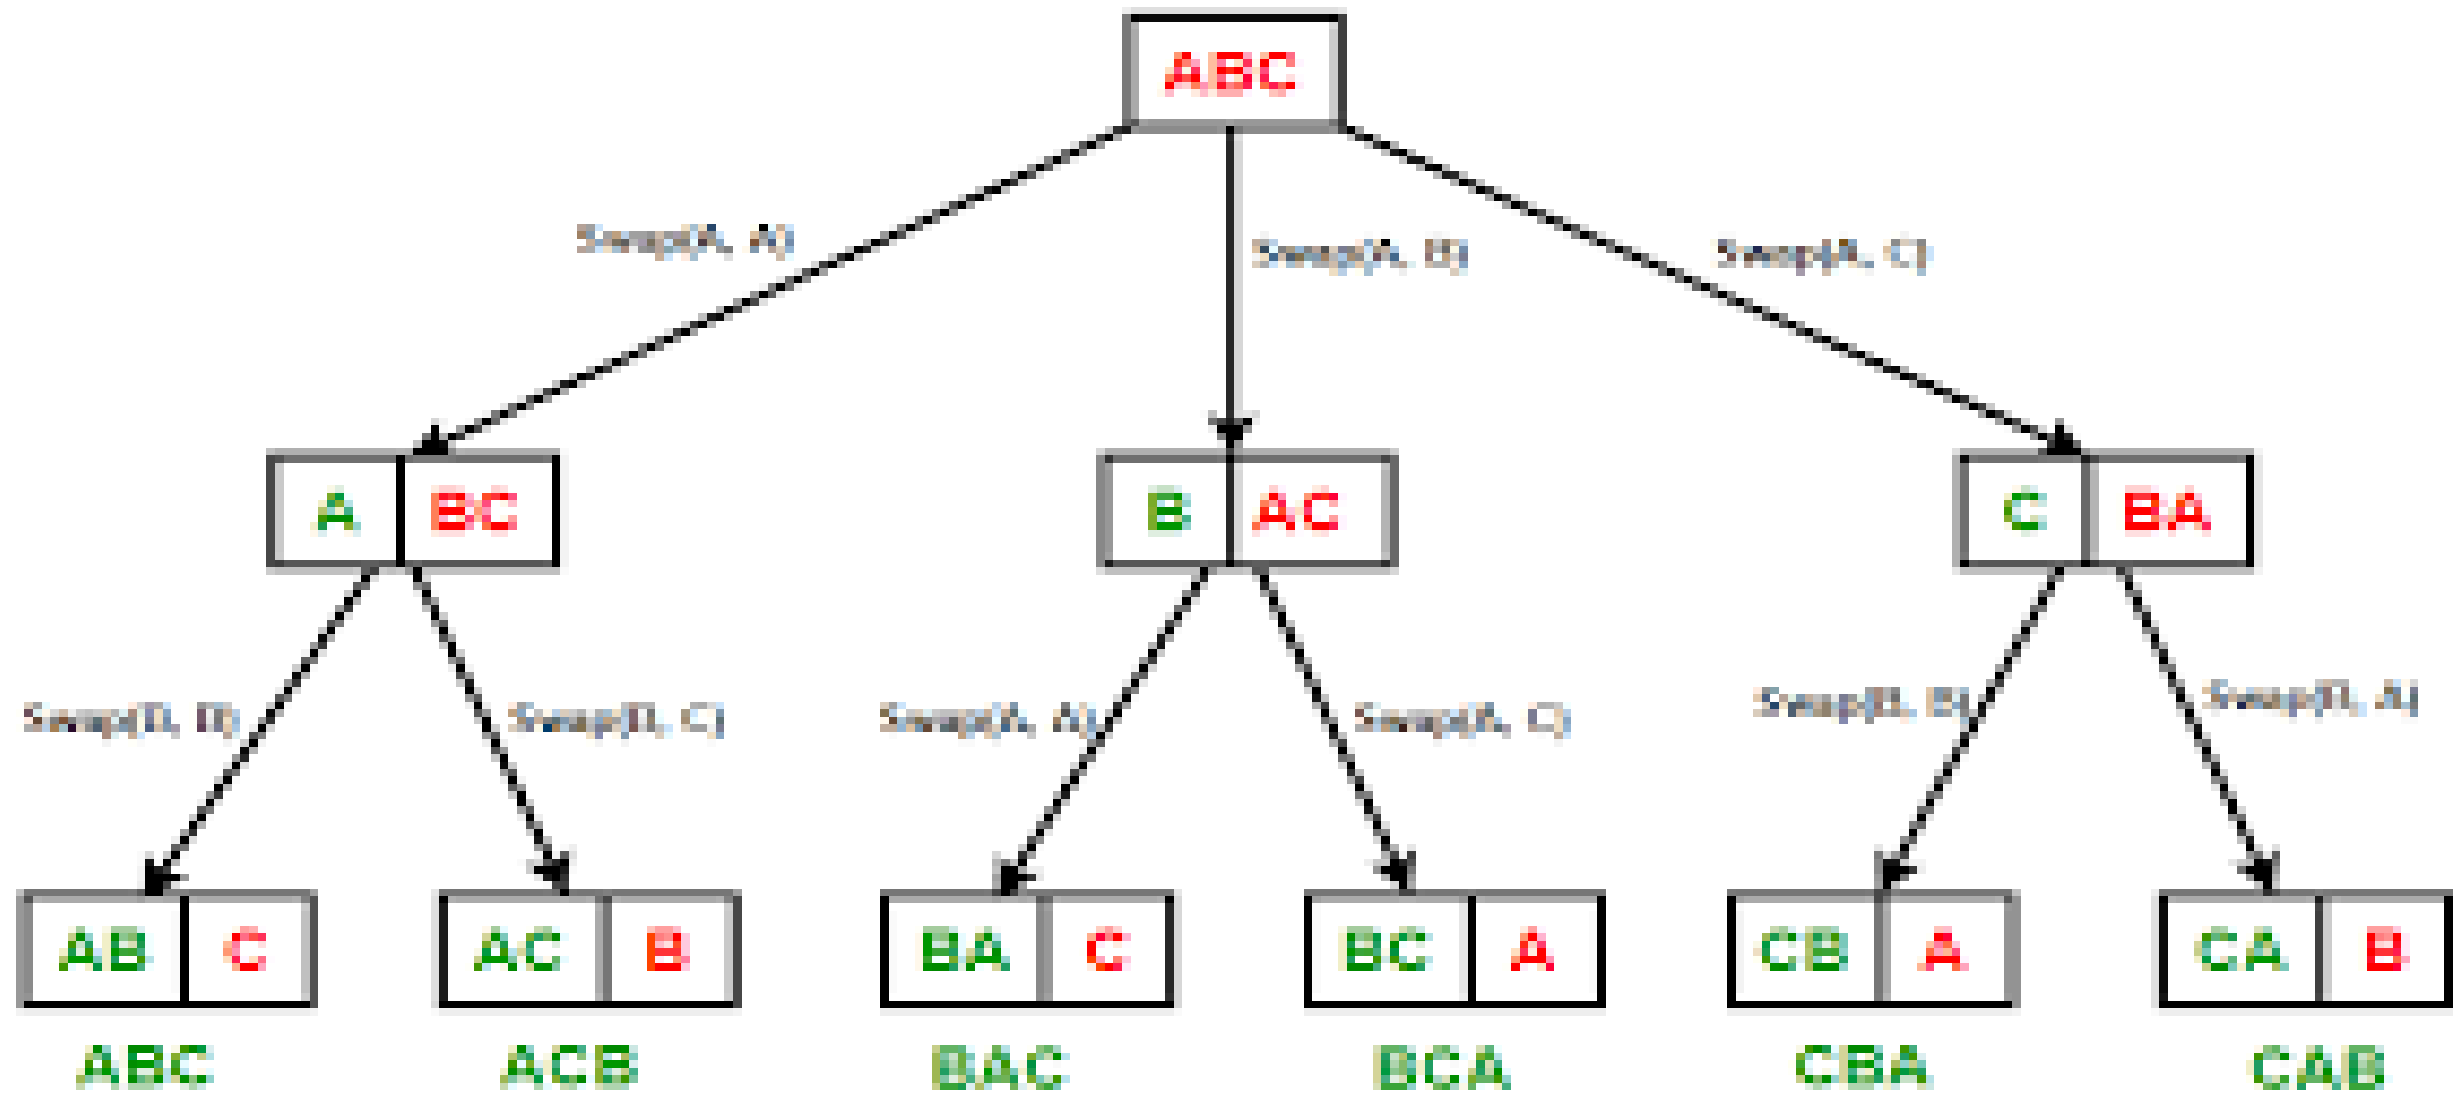 ABC
Swap(A, A) Swap(A, B) Swap(A, C)
A BC B AC C BA
Swap(B, B) Swap(B, C) Swap(A, A) Swap(A, C) Swap(B, B) Swap(B, A)
AB C AC B BA C BC A CB A CA B
ABC ACB BAC BCA CBA CAB